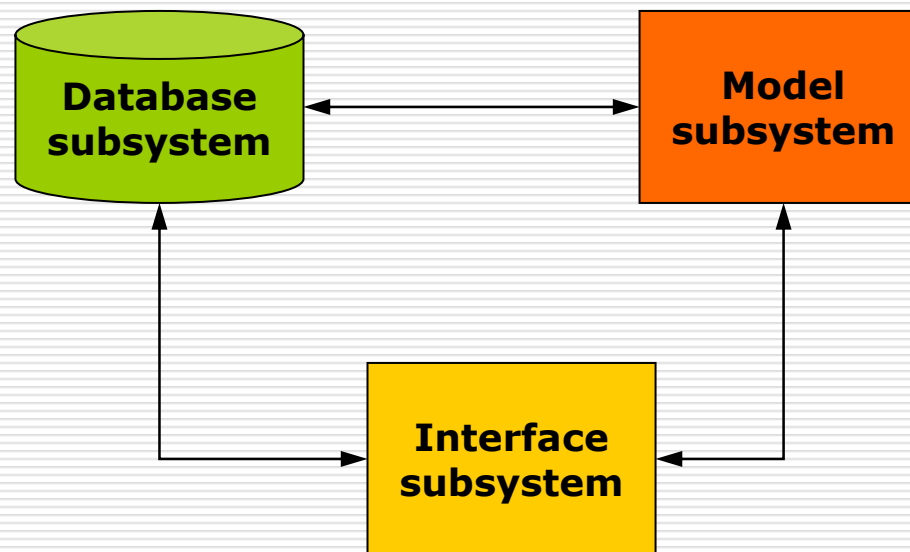 Database
subsystem
Model
subsystem
Interface
subsystem